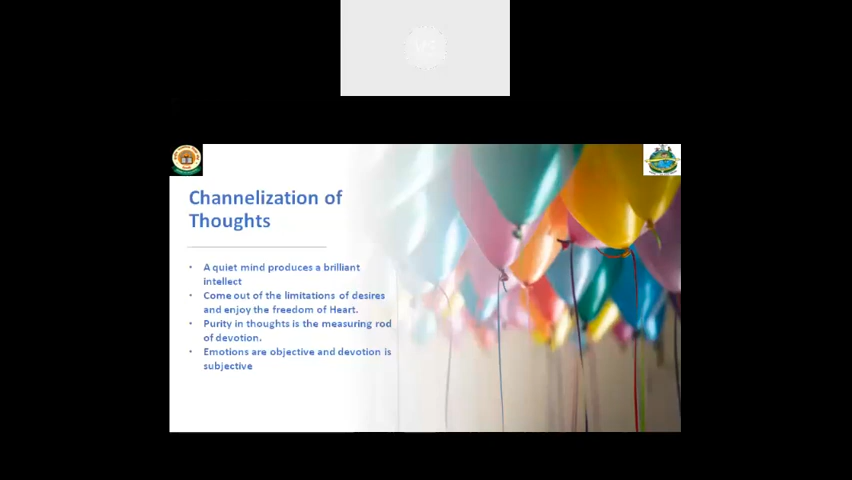 Channelization of
Thoughts
• A quiet mind produces a brilliant
intellect
• Come out of the limitations of desires
and enjoy the freedom of Heart.
• Purity in thoughts is the measuring rod
of devotion.
• Emotions are objective and devotion is
subjective